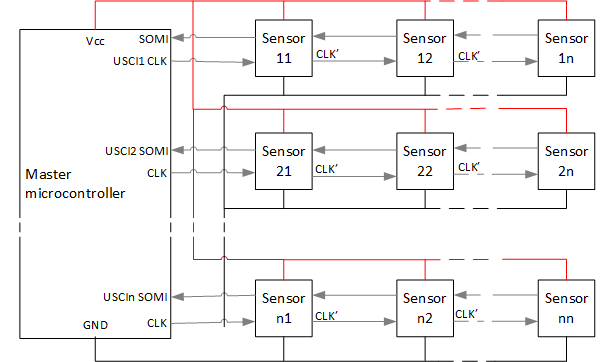 Vcc
SOMI
USCI1 CLK
Sensor
11
CLK’
Sensor
12
CLK’
Sensor
1n
USCI2 SOMI
CLK
Sensor
21
CLK’
Sensor
22
CLK’
Sensor
2n
Master
microcontroller
USCIn SOMI
CLK
GND
Sensor
n1
CLK’
Sensor
n2
CLK’
Sensor
nn